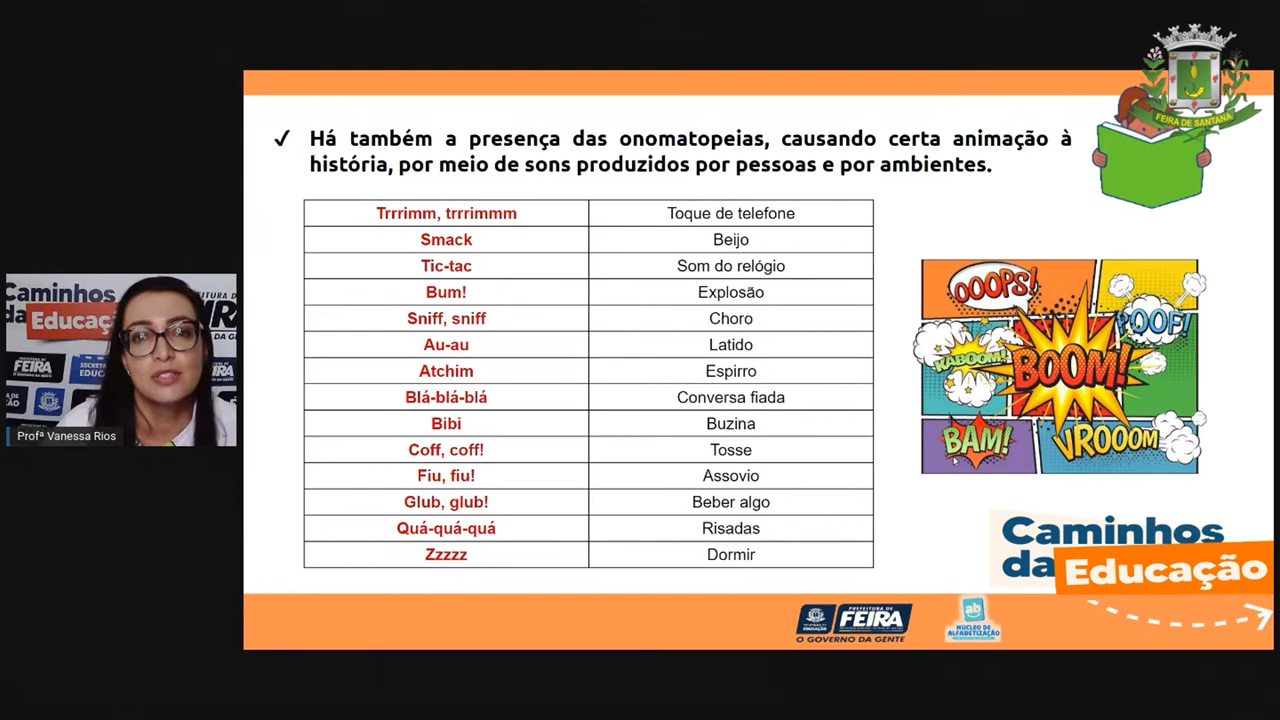 FEIRA DE SANTANA
✓ Há também a presença das onomatopeias, causando certa animação à
história, por meio de sons produzidos por pessoas e por ambientes.
Trrrimm, trrrimmm Toque de telefone
Smack Beijo
Tic-tac Som do relógio
Bum! Explosão
Sniff, sniff Choro
Au-au Latido
Atchim Espirro
Blá-blá-blá Conversa fiada
Bibi Buzina
Coff, coff! Tosse
Fiu, fiu! Assovio
Glub, glub! Beber algo
Quá-quá-quá Risadas
Zzzzz Dormir
OOOPS!
POOF!
KABOOM!
BOOM!
BAM!
VROOOM
Caminhos
da
Educaç
FEIRA
Profª Vanessa Rios
Caminhos
da Educação
EDUCAÇÃO
PREFEITURA DE
FEIRA
O GOVERNO DA GENTE
ab
NÚCLEO DE
ALFABETIZAÇÃO